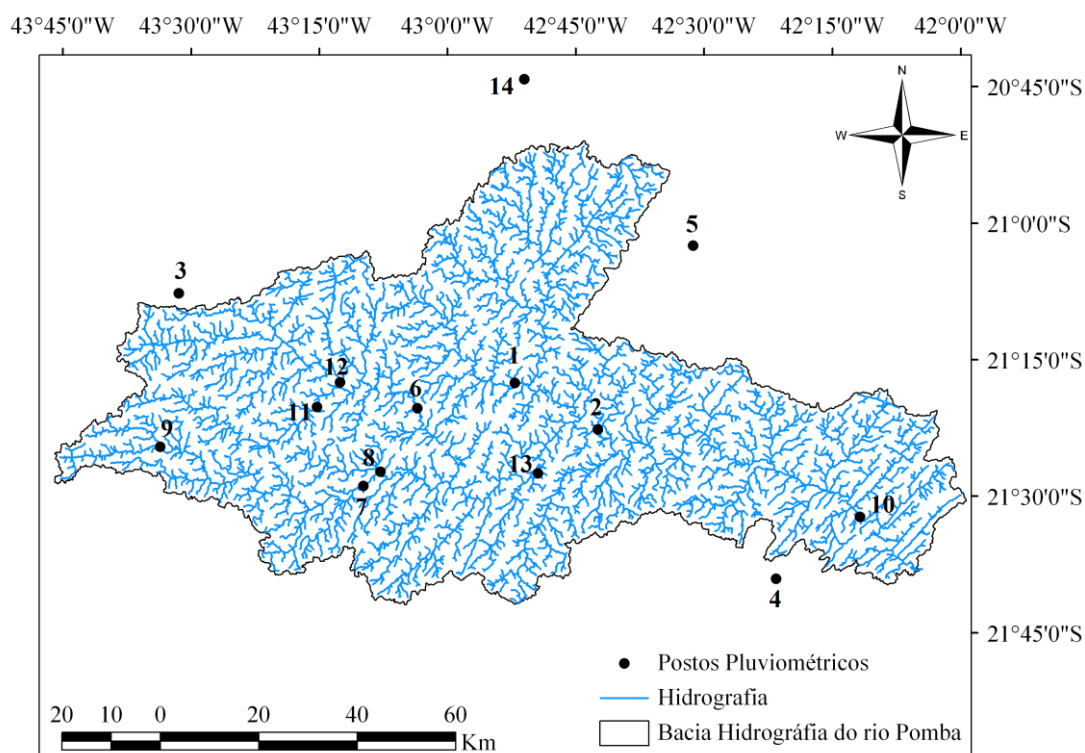 43°45'0"W 43°30'0"W 43°15'0"W 43°00'0"W 42°45'0"W 42°30'0"W 42°15'0"W 42°00'0"W
14
20°45'0"S
N
W E
S
5
21°0'0"S
3
1
21°15'0"S
12
6
11
2
9
8
13
7
10
21°30'0"S
4
21°45'0"S
Postos Pluviométricos
Hidrografia
Bacia Hidrográfia do rio Pomba
20 10 0 20 40 60
Km